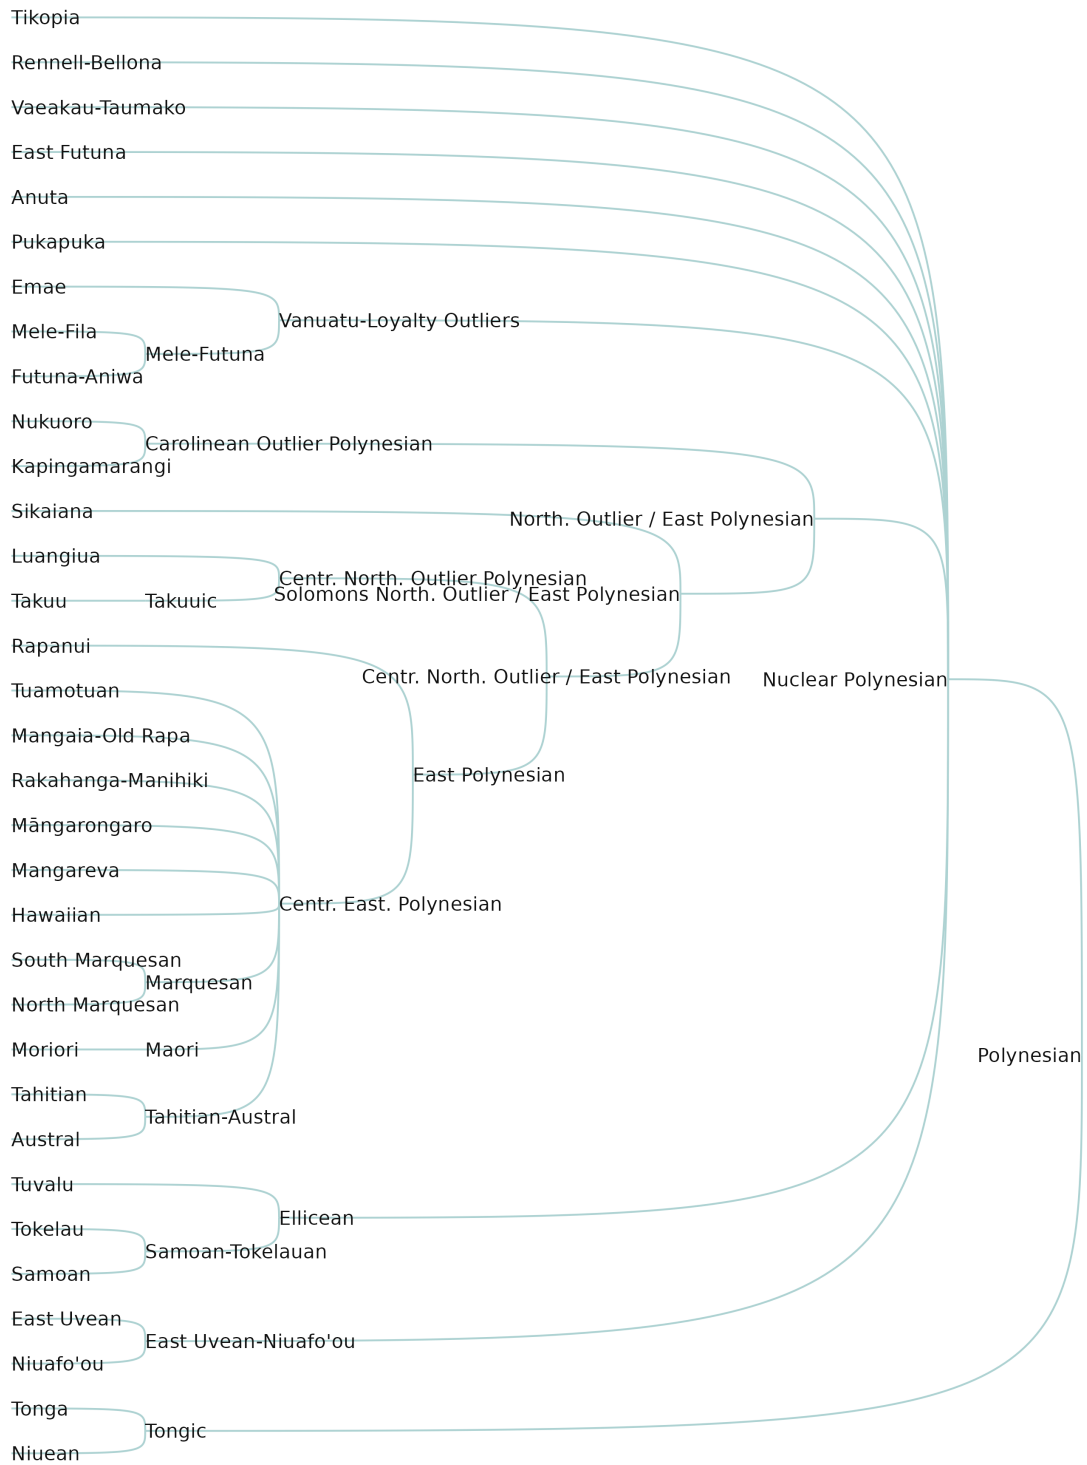 Tikopia
Rennell-Bellona
Vaeakau-Taumako
East Futuna
Anuta
Pukapuka
Emae
Vanuatu-Loyalty Outliers
Mele-Fila
Mele-Futuna
Futuna-Aniwa
Nukuoro
Carolinean Outlier Polynesian
Kapingamarangi
Sikaiana
North. Outlier / East Polynesian
Luangiua
Centr. North. Outlier Polynesian
Solomons North. Outlier / East Polynesian
Takuu
Takuuic
Rapanui
Centr. North. Outlier / East Polynesian
Nuclear Polynesian
Tuamotuan
Mangaia-Old Rapa
East Polynesian
Rakahanga-Manihiki
Māngarongaro
Mangareva
Centr. East. Polynesian
Hawaiian
South Marquesan
Marquesan
North Marquesan
Moriori
Maori
Polynesian
Tahitian
Tahitian-Austral
Austral
Tuvalu
Ellicean
Tokelau
Samoan-Tokelauan
Samoan
East Uvean
East Uvean-Niuafo'ou
Niuafo'ou
Tonga
Tongic
Niuean